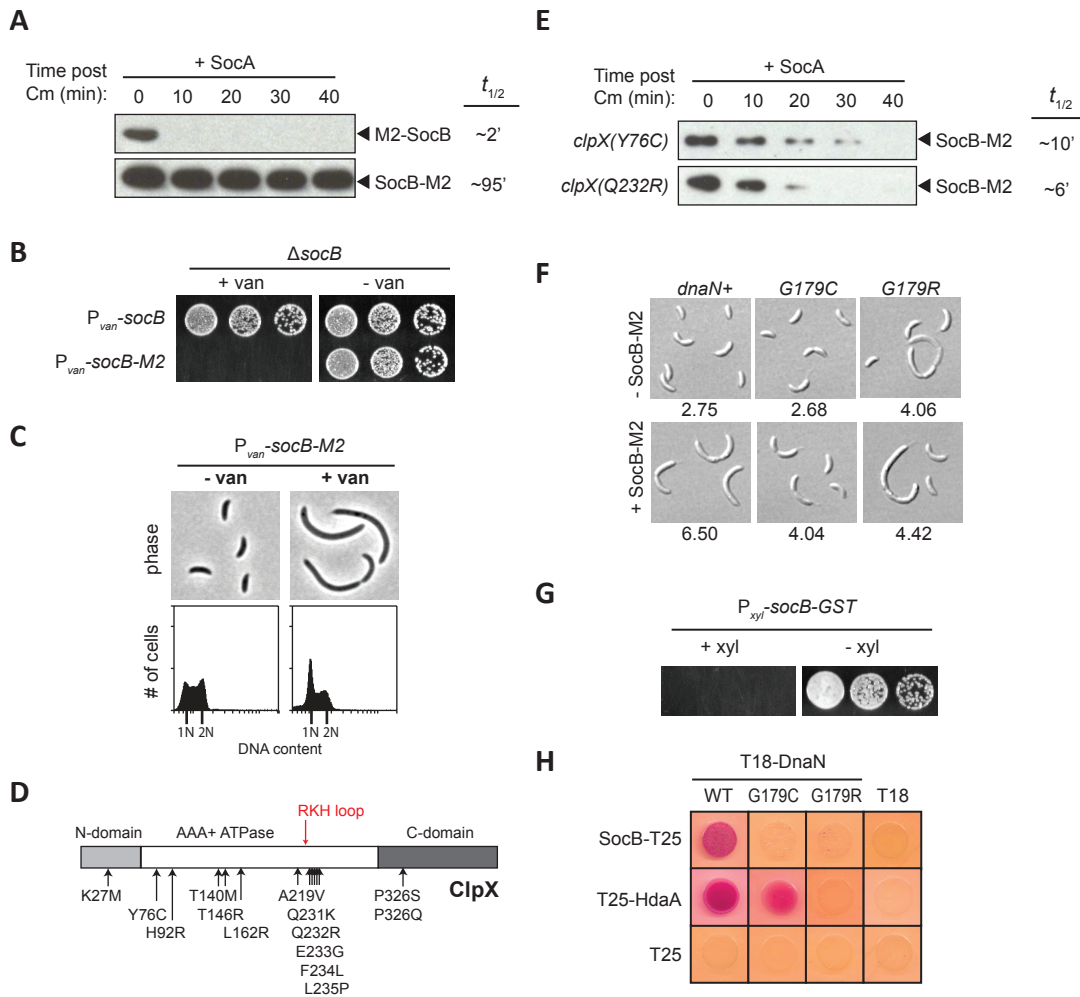 A
+ SocA
Time post
Cm (min):
0 10 20 30 40
t1/2
M2-SocB
~2'
SocB-M2
~95'
B
ΔsocB
+ van - van
Pvan-socB
Pvan-socB-M2
C
Pvan-socB-M2
- van + van
phase
# of cells
1N 2N 1N 2N
DNA content
D
RKH loop
N-domain AAA+ ATPase C-domain
ClpX
K27M T140M A219V P326S
Y76C T146R Q231K P326Q
H92R L162R Q232R
E233G
F234L
L235P
E
+ SocA
Time post
Cm (min):
0 10 20 30 40
t1/2
clpX(Y76C) SocB-M2 ~10'
clpX(Q232R) SocB-M2 ~6'
F
dnaN+ G179C G179R
- SocB-M2
2.75 2.68 4.06
+ SocB-M2
6.50 4.04 4.42
G
Pxyl-socB-GST
+ xyl - xyl
H
T18-DnaN
WT G179C G179R T18
SocB-T25
T25-HdaA
T25